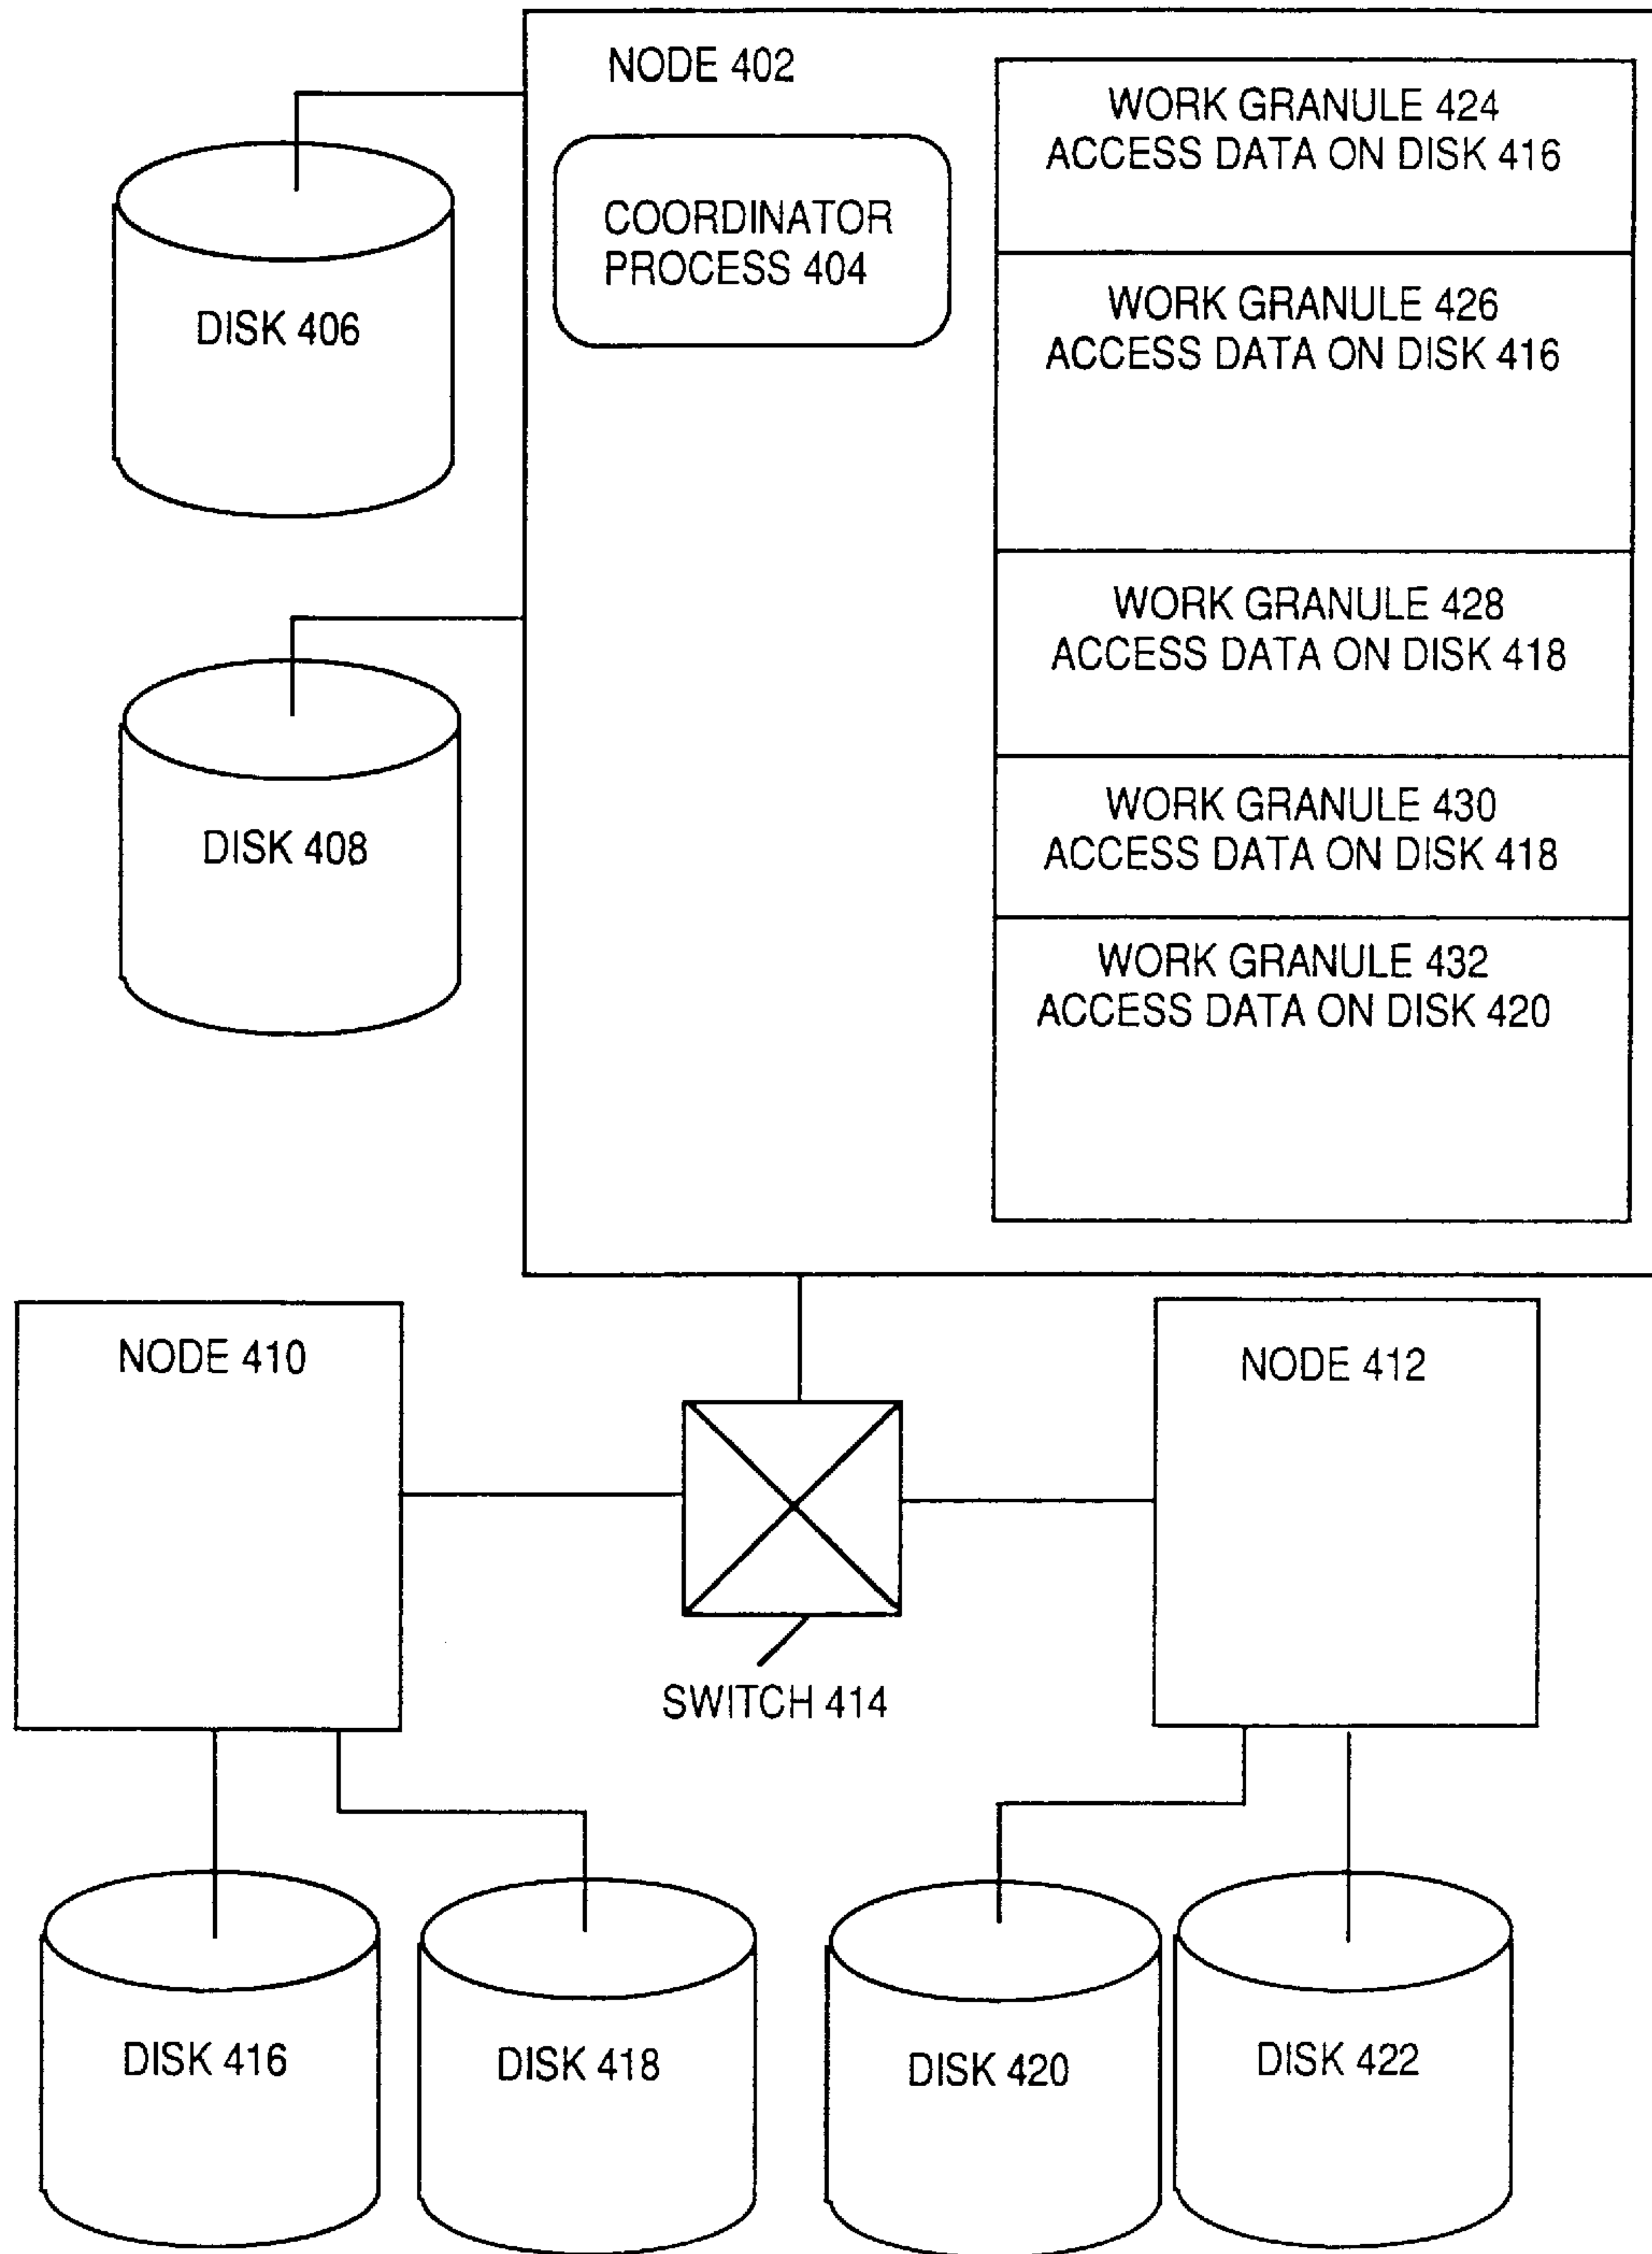 NODE 402
COORDINATOR
PROCESS 404
WORK GRANULE 424
ACCESS DATA ON DISK 416
WORK GRANULE 426
ACCESS DATA ON DISK 416
WORK GRANULE 428
ACCESS DATA ON DISK 418
WORK GRANULE 430
ACCESS DATA ON DISK 418
WORK GRANULE 432
ACCESS DATA ON DISK 420
DISK 406
DISK 408
NODE 410
NODE 412
SWITCH 414
DISK 416
DISK 418
DISK 420
DISK 422